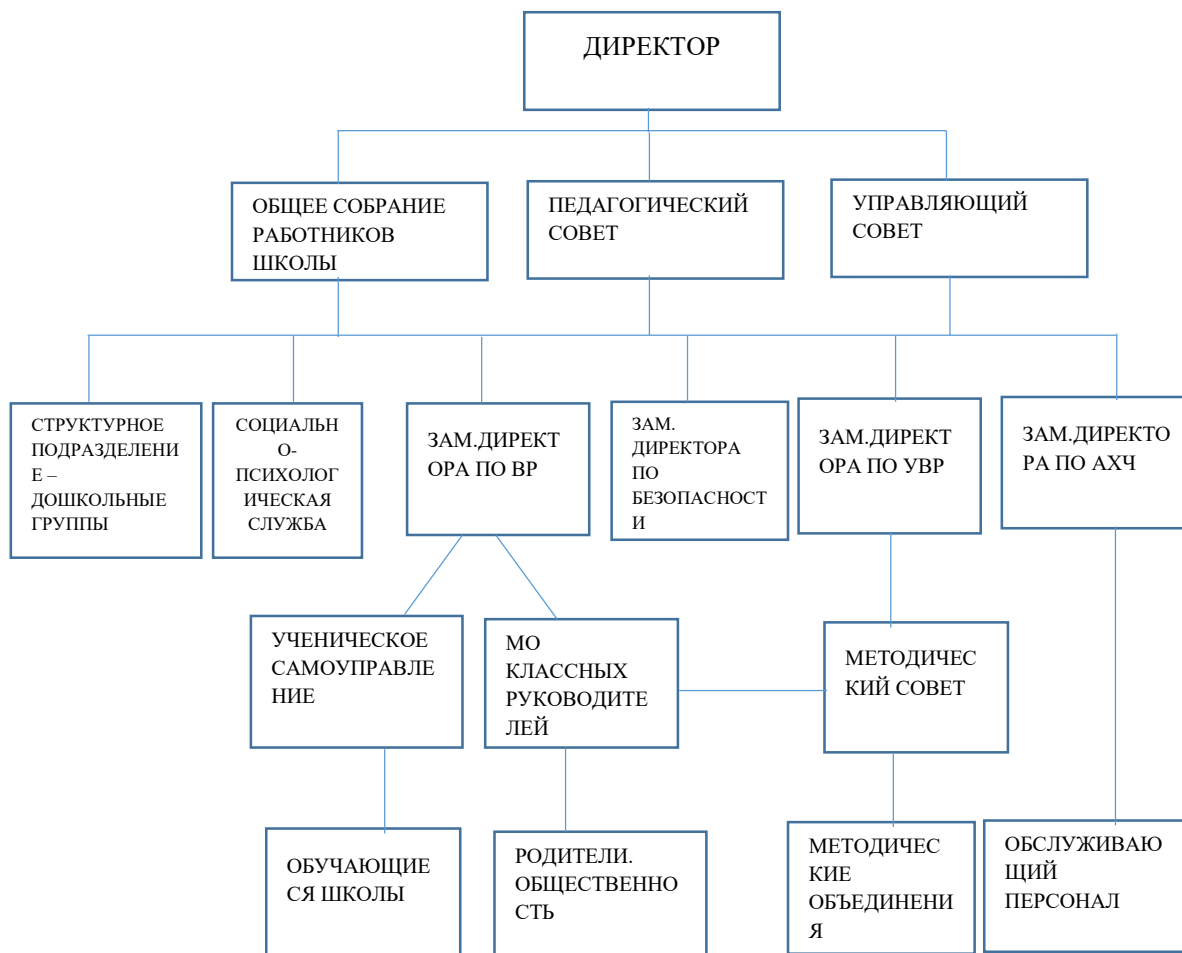 ДИРЕКТОР
ОБЩЕЕ СОБРАНИЕ
РАБОТНИКОВ
ШКОЛЫ
ПЕДАГОГИЧЕСКИЙ
СОВЕТ
УПРАВЛЯЮЩИЙ
СОВЕТ
СТРУКТУРНОЕ
ПОДРАЗДЕЛЕНИ
Е –
ДОШКОЛЬНЫЕ
ГРУППЫ
СОЦИАЛЬН
О-
ПСИХОЛОГ
ИЧЕСКАЯ
СЛУЖБА
ЗАМ.ДИРЕКТ
ОРА ПО ВР
ЗАМ.
ДИРЕКТОРА
ПО
БЕЗОПАСНОСТ
И
ЗАМ.ДИРЕКТ
ОРА ПО УВР
ЗАМ.ДИРЕКТО
РА ПО АХЧ
УЧЕНИЧЕСКОЕ
САМОУПРАВЛЕ
НИЕ
МО
КЛАССНЫХ
РУКОВОДИТЕ
ЛЕЙ
МЕТОДИЧЕС
КИЙ СОВЕТ
ОБУЧАЮЩИЕ
СЯ ШКОЛЫ
РОДИТЕЛИ.
ОБЩЕСТВЕННО
СТЬ
МЕТОДИЧЕС
КИЕ
ОБЪЕДИНЕНИ
Я
ОБСЛУЖИВАЮ
ЩИЙ
ПЕРСОНАЛ